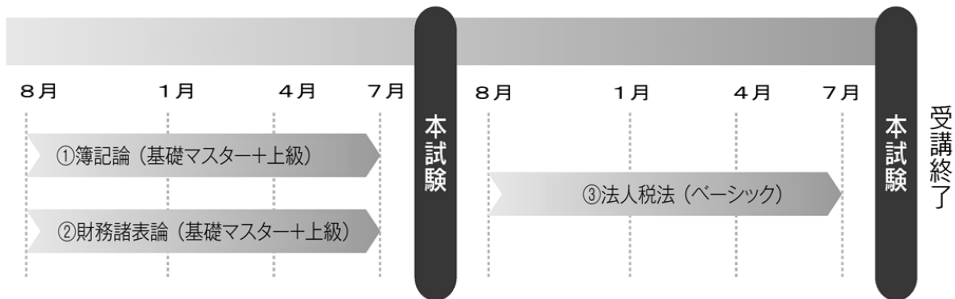 8月 1月 4月 7月 8月 1月 4月 7月
①簿記論（基礎マスター＋上級）
②財務諸表論（基礎マスター＋上級）
本試験
③法人税法（ベーシック）
本試験
受講終了